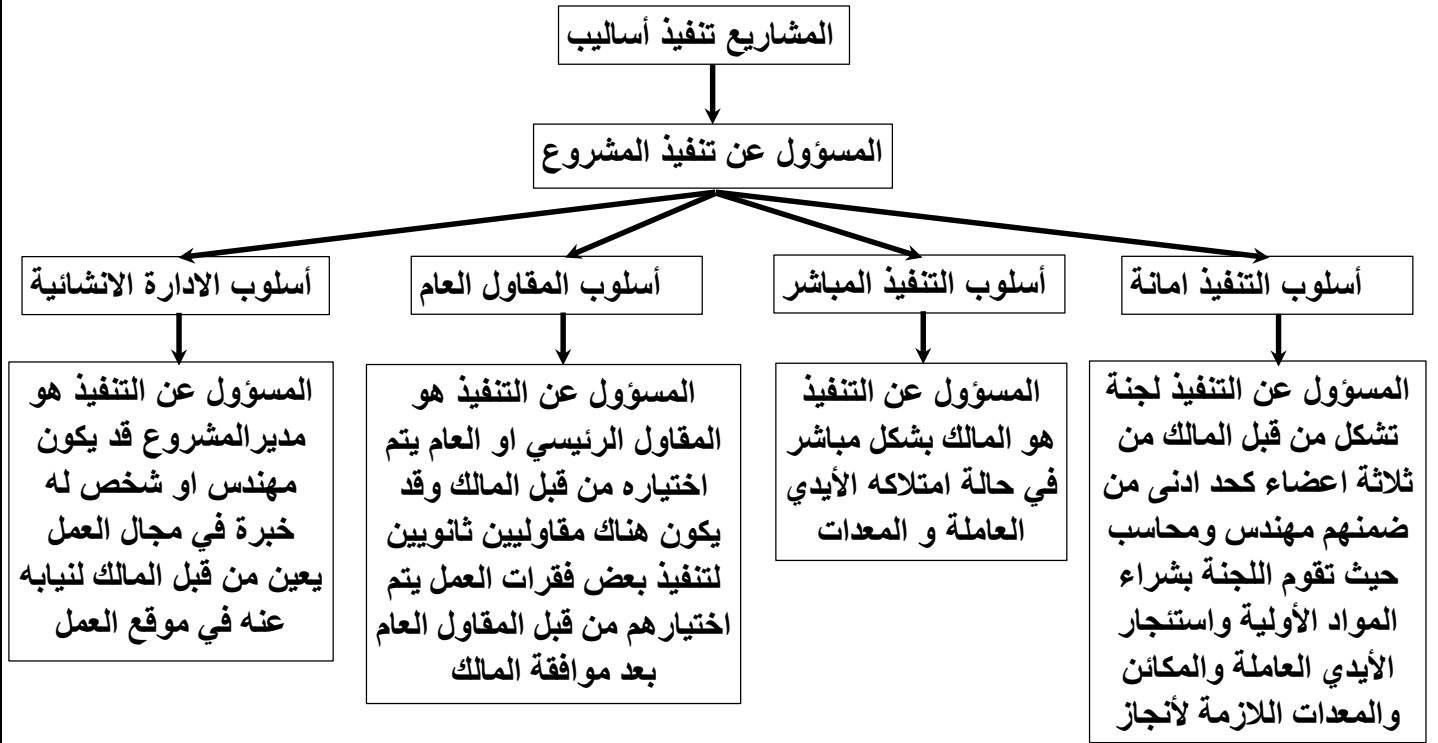 المشاريع تنفيذ أساليب
المسؤول عن تنفيذ المشروع
أسلوب التنفيذ امانة
المسؤول عن التنفيذ لجنة
تشكل من قبل المالك من
ثلاثة اعضاء كحد ادنى من
ضمنهم مهندس ومحاسب
حيث تقوم اللجنة بشراء
المواد الأولية واستئجار
الأيدي العاملة والمكائن
والمعدات اللازمة لأنجاز
أسلوب التنفيذ المباشر
المسؤول عن التنفيذ
هو المالك بشكل مباشر
في حالة امتلاكه الأيدي
العاملة و المعدات
أسلوب المقاول العام
المسؤول عن التنفيذ هو
المقاول الرئيسي او العام يتم
اختياره من قبل المالك وقد
يكون هناك مقاوليين ثانويين
لتنفيذ بعض فقرات العمل يتم
اختيارهم من قبل المقاول العام
بعد موافقة المالك
أسلوب الادارة الانشائية
المسؤول عن التنفيذ هو
مديرالمشروع قد يكون
مهندس او شخص له
خبرة في مجال العمل
يعين من قبل المالك لنيابه
عنه في موقع العمل